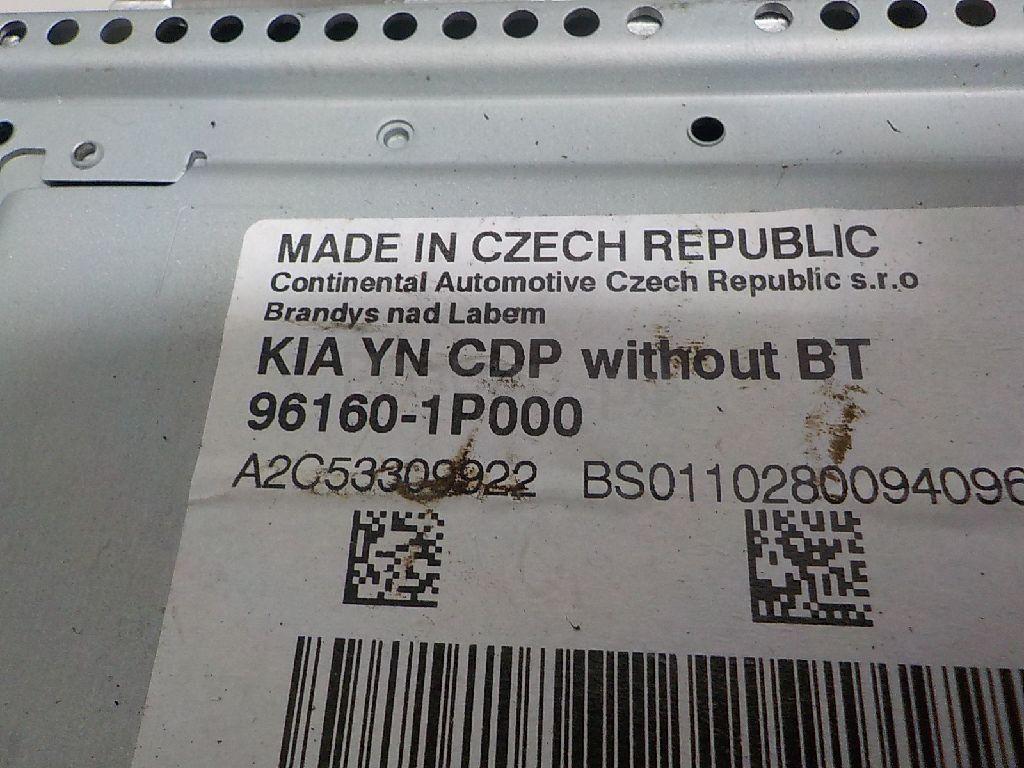 MADE IN CZECH REPUBLIC
Continental Automotive Czech Republic s.r.o
Brandys nad Labem
KIA YN CDP without BT
96160-1P000
A2C53309922 BS0110280094096